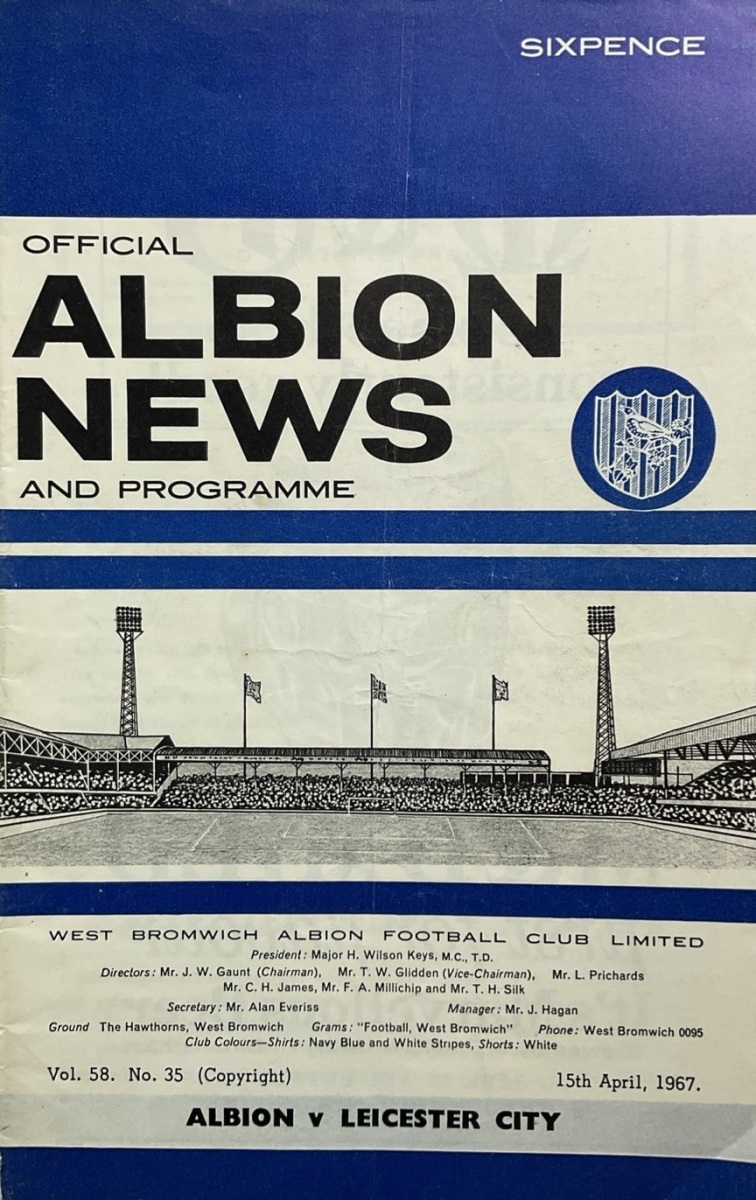 SIXPENCE
OFFICIAL
ALBION
NEWS
AND PROGRAMME
WEST BROMWICH ALBION FOOTBALL CLUB LIMITED
President: Major H. Wilson Keys, M.C., T.D.
Directors: Mr. J. W. Gaunt (Chairman), Mr. T. W. Glidden (Vice-Chairman), Mr. L. Prichards
Mr. C. H. James, Mr. F. A. Millichip and Mr. T. H. Silk
Secretary: Mr. Alan Everiss Manager: Mr. J. Hagan
Ground The Hawthorns, West Bromwich Grams: "Football, West Bromwich" Phone: West Bromwich 0095
Club Colours—Shirts: Navy Blue and White Stripes, Shorts: White
Vol. 58. No. 35 (Copyright) 15th April, 1967.
ALBION v LEICESTER CITY